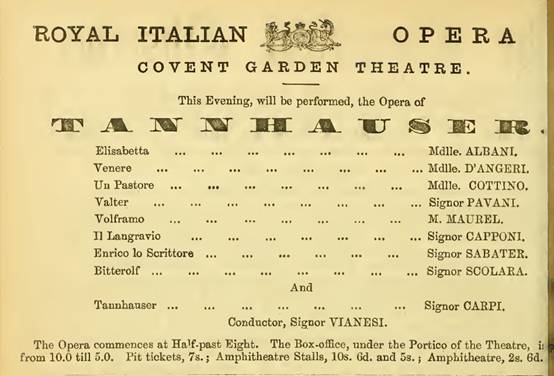 ROYAL ITALIAN OPERA
COVENT GARDEN THEATRE.
This Evening, will be performed, the Opera of
TANNHAUSER.
Elisabetta ... ... ... ... ... ... ... Mdlle. ALBANI.
Venere ... ... ... ... ... ... ... ... Mdlle. D'ANGERI.
Un Pastore ... ... ... ... ... ... ... Mdlle. COTTINO.
Valter ... ... ... ... ... ... ... Signor PAVANI.
Volframo ... ... ... ... ... ... ... M. MAUREL.
Il Langravio ... ... ... ... ... ... Signor CAPPONI.
Enrico lo Scrittore ... ... ... ... ... ... Signor SABATER.
Bitterolf ... ... ... ... ... ... ... ... Signor SCOLARA.
And
Tannhauser ... ... ... ... ... ... ... Signor CARPI.
Conductor, Signor VIANESI.
The Opera commences at Half-past Eight. The Box-office, under the Portico of the Theatre,
from 10.0 till 5.0. Pit tickets, 7s.; Amphitheatre Stalls, 10s. 6d. and 5s.; Amphitheatre, 2s. 6d.